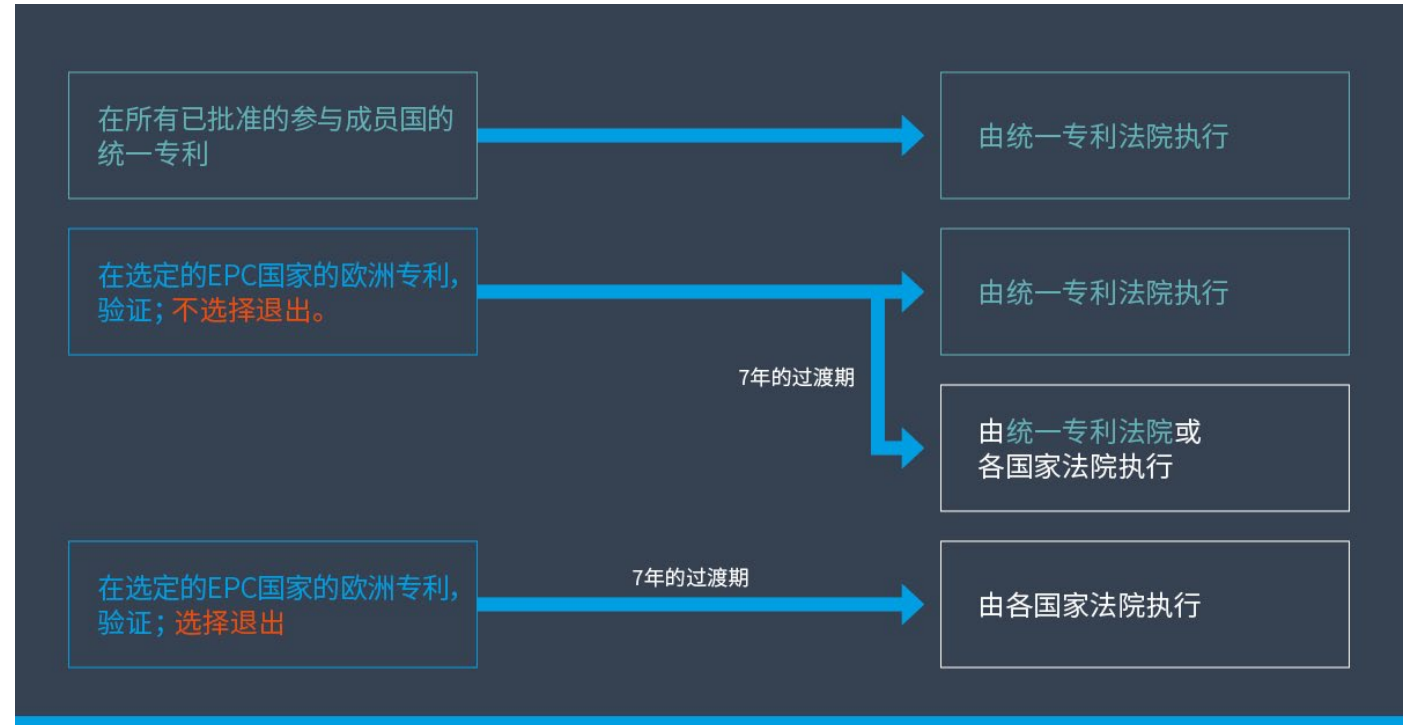 在所有已批准的参与成员国的
统一专利
由统一专利法院执行
在选定的EPC国家的欧洲专利，
验证；不选择退出。
由统一专利法院执行
7年的过渡期
由统一专利法院或
各国家法院执行
在选定的EPC国家的欧洲专利，
验证；选择退出
7年的过渡期
由各国家法院执行